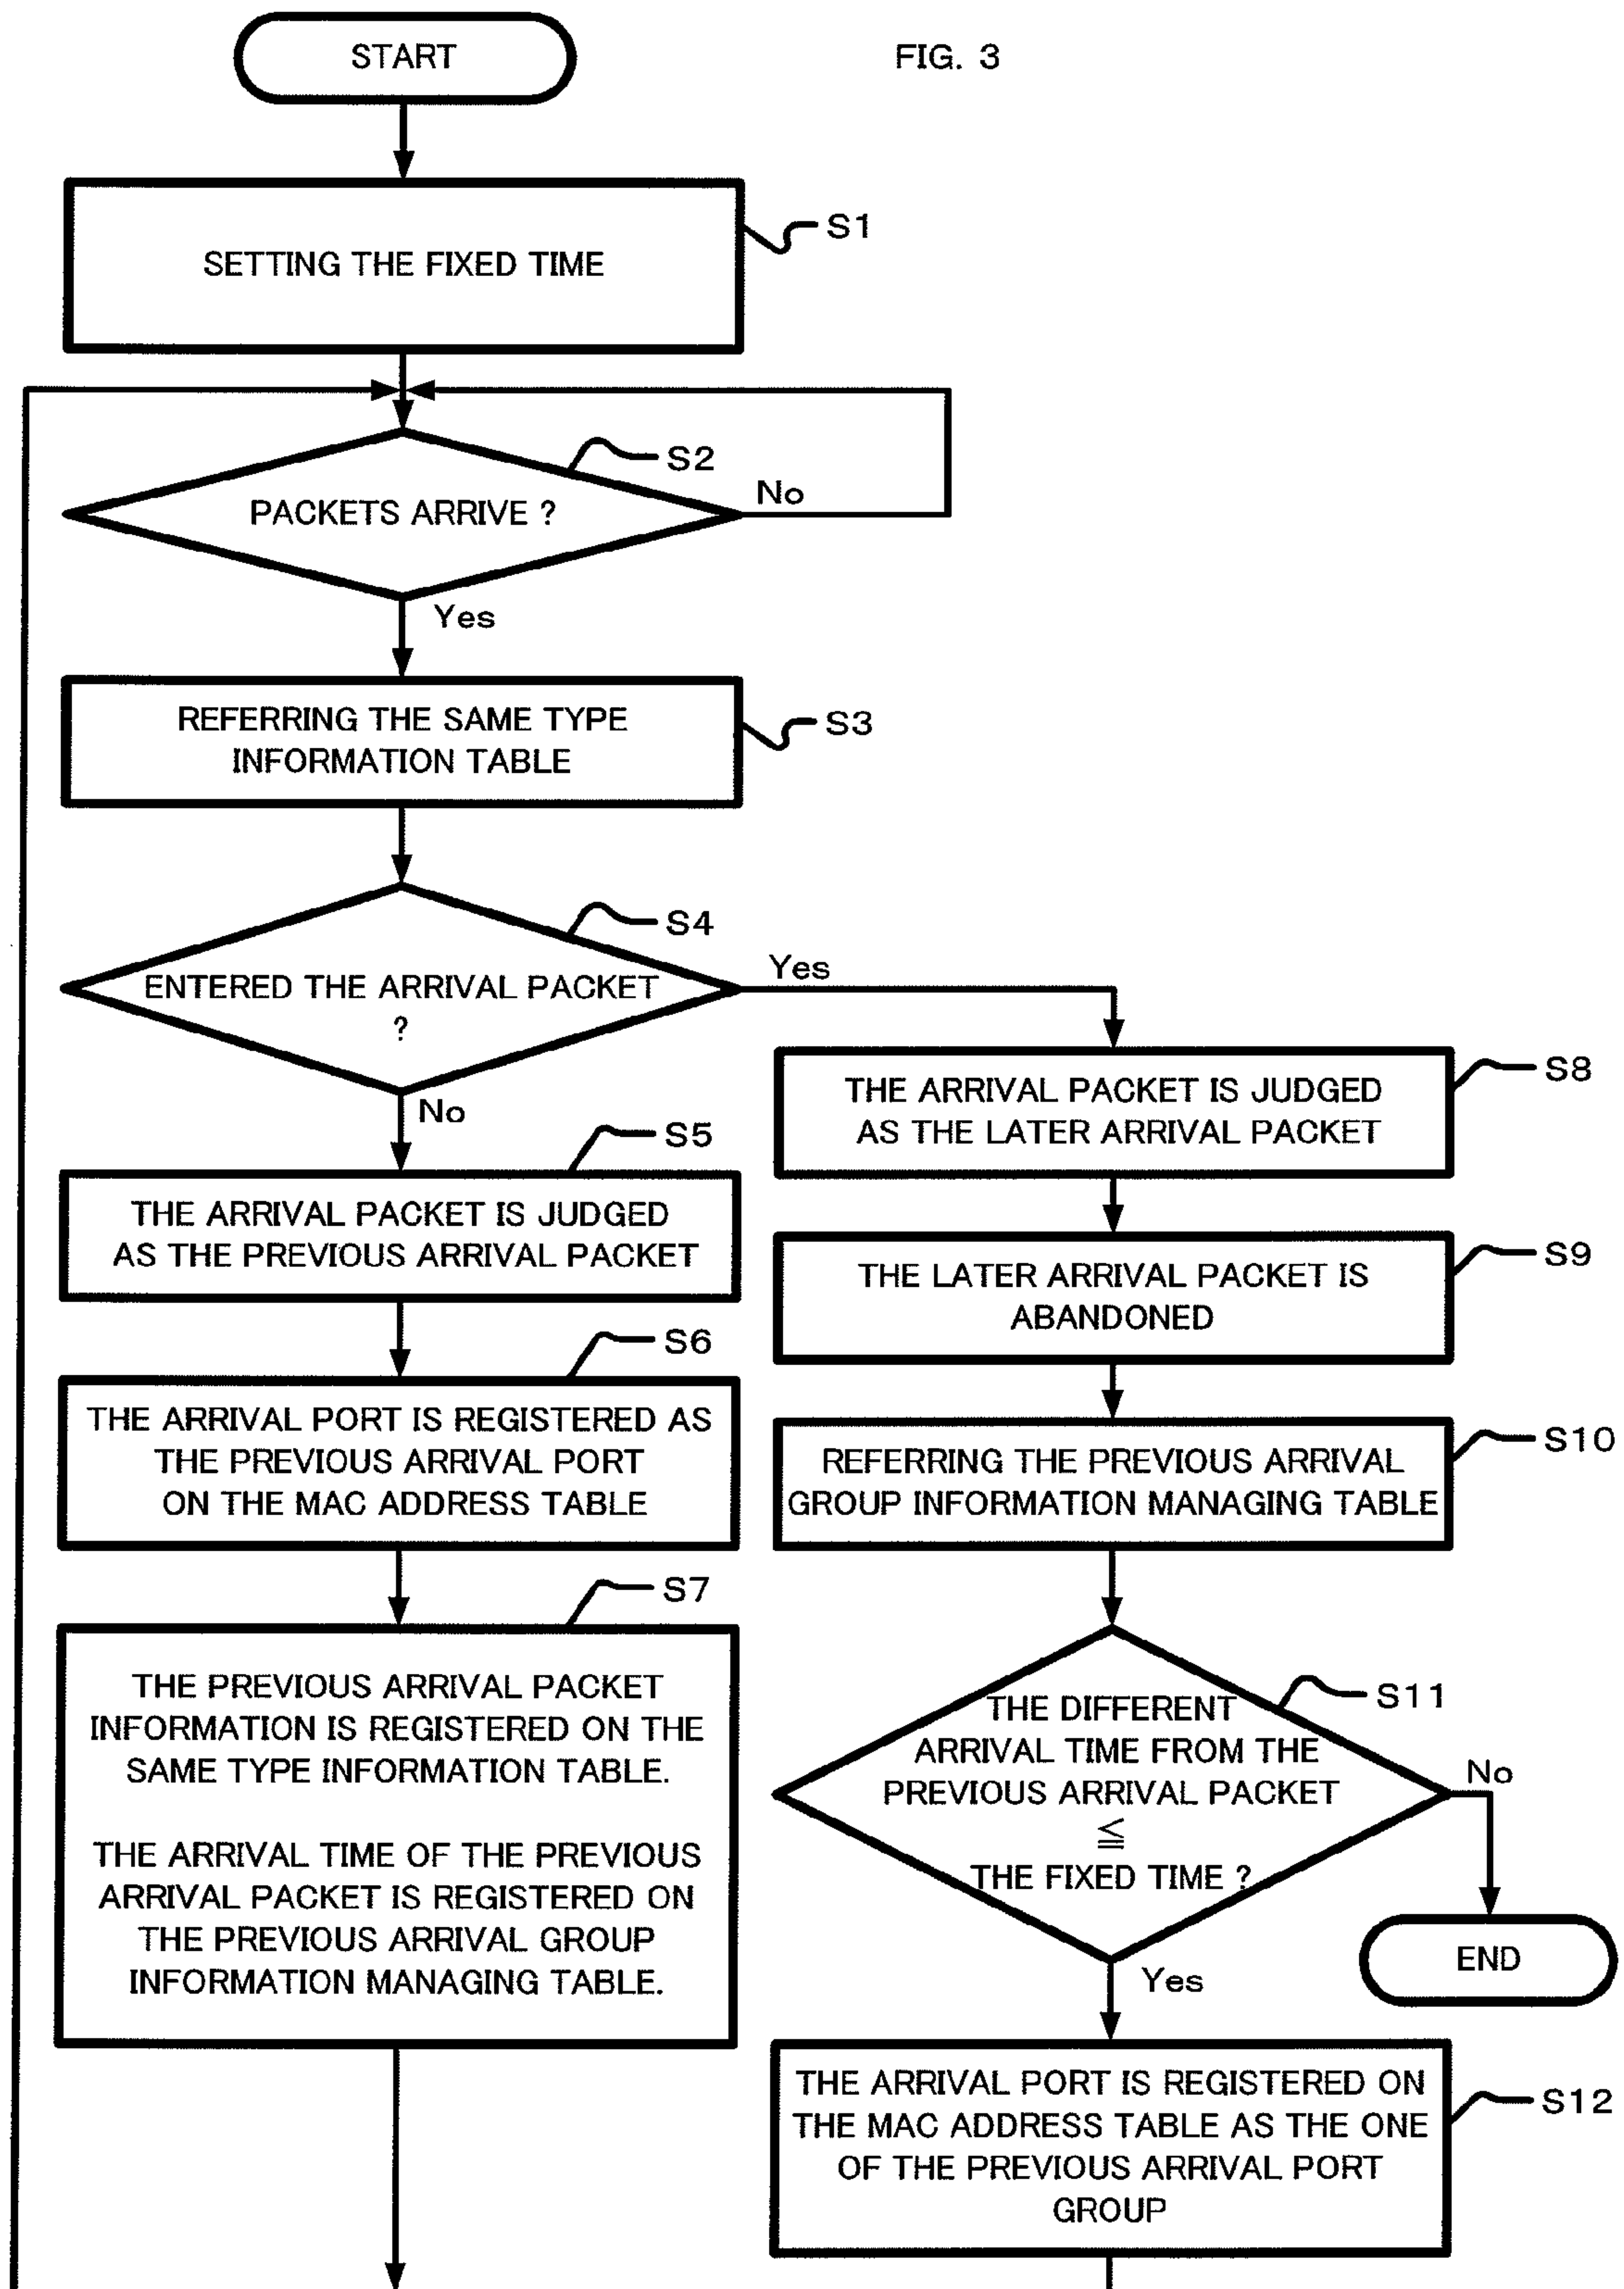 START
FIG. 3
SETTING THE FIXED TIME
S1
S2
PACKETS ARRIVE ?
No
Yes
REFERRING THE SAME TYPE
INFORMATION TABLE
S3
S4
ENTERED THE ARRIVAL PACKET
?
Yes
No
S5
THE ARRIVAL PACKET IS JUDGED
AS THE PREVIOUS ARRIVAL PACKET
S6
THE ARRIVAL PORT IS REGISTERED AS
THE PREVIOUS ARRIVAL PORT
ON THE MAC ADDRESS TABLE
S7
THE PREVIOUS ARRIVAL PACKET
INFORMATION IS REGISTERED ON THE
SAME TYPE INFORMATION TABLE.
THE ARRIVAL TIME OF THE PREVIOUS
ARRIVAL PACKET IS REGISTERED ON
THE PREVIOUS ARRIVAL GROUP
INFORMATION MANAGING TABLE.
S8
THE ARRIVAL PACKET IS JUDGED
AS THE LATER ARRIVAL PACKET
S9
THE LATER ARRIVAL PACKET IS
ABANDONED
S10
REFERRING THE PREVIOUS ARRIVAL
GROUP INFORMATION MANAGING TABLE
S11
THE DIFFERENT
ARRIVAL TIME FROM THE
PREVIOUS ARRIVAL PACKET
≦
THE FIXED TIME ?
No
END
Yes
THE ARRIVAL PORT IS REGISTERED ON
THE MAC ADDRESS TABLE AS THE ONE
OF THE PREVIOUS ARRIVAL PORT
GROUP
S12